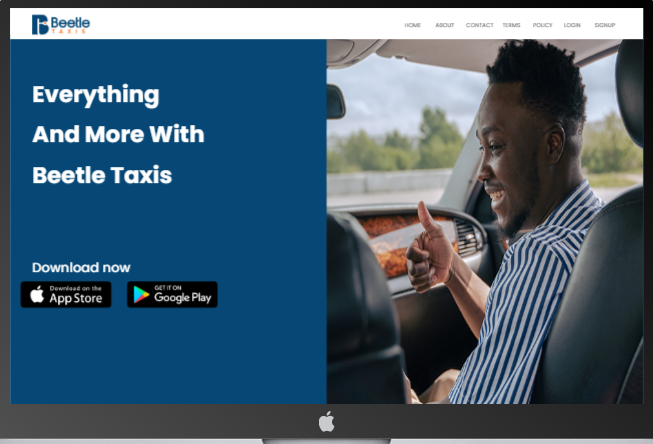 Beetle
TAXIS
HOME ABOUT CONTACT TERMS POLICY LOGIN SIGNUP
Everything
And More With
Beetle Taxis
Download now
Download on the
App Store
GET IT ON
Google Play